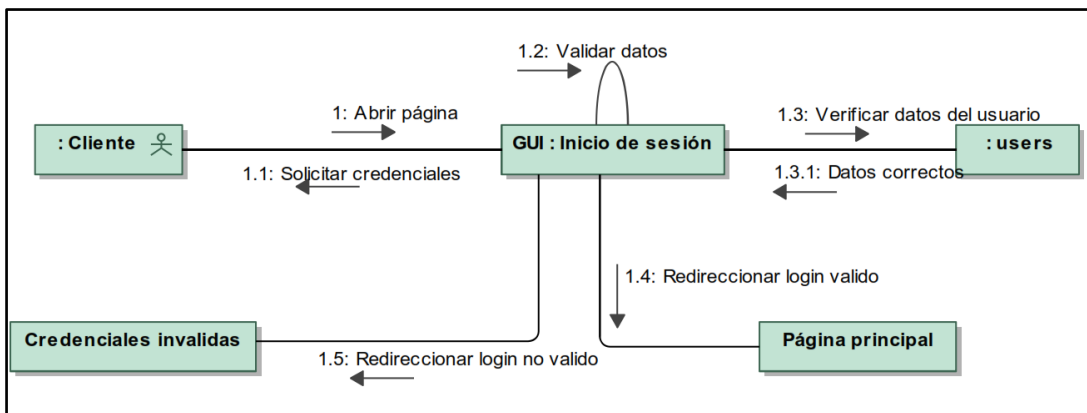 1.2: Validar datos
1: Abrir página
1.3: Verificar datos del usuario
: Cliente
GUI : Inicio de sesión
: users
1.1: Solicitar credenciales
1.3.1: Datos correctos
1.4: Redireccionar login valido
Credenciales invalidas
Página principal
1.5: Redireccionar login no valido